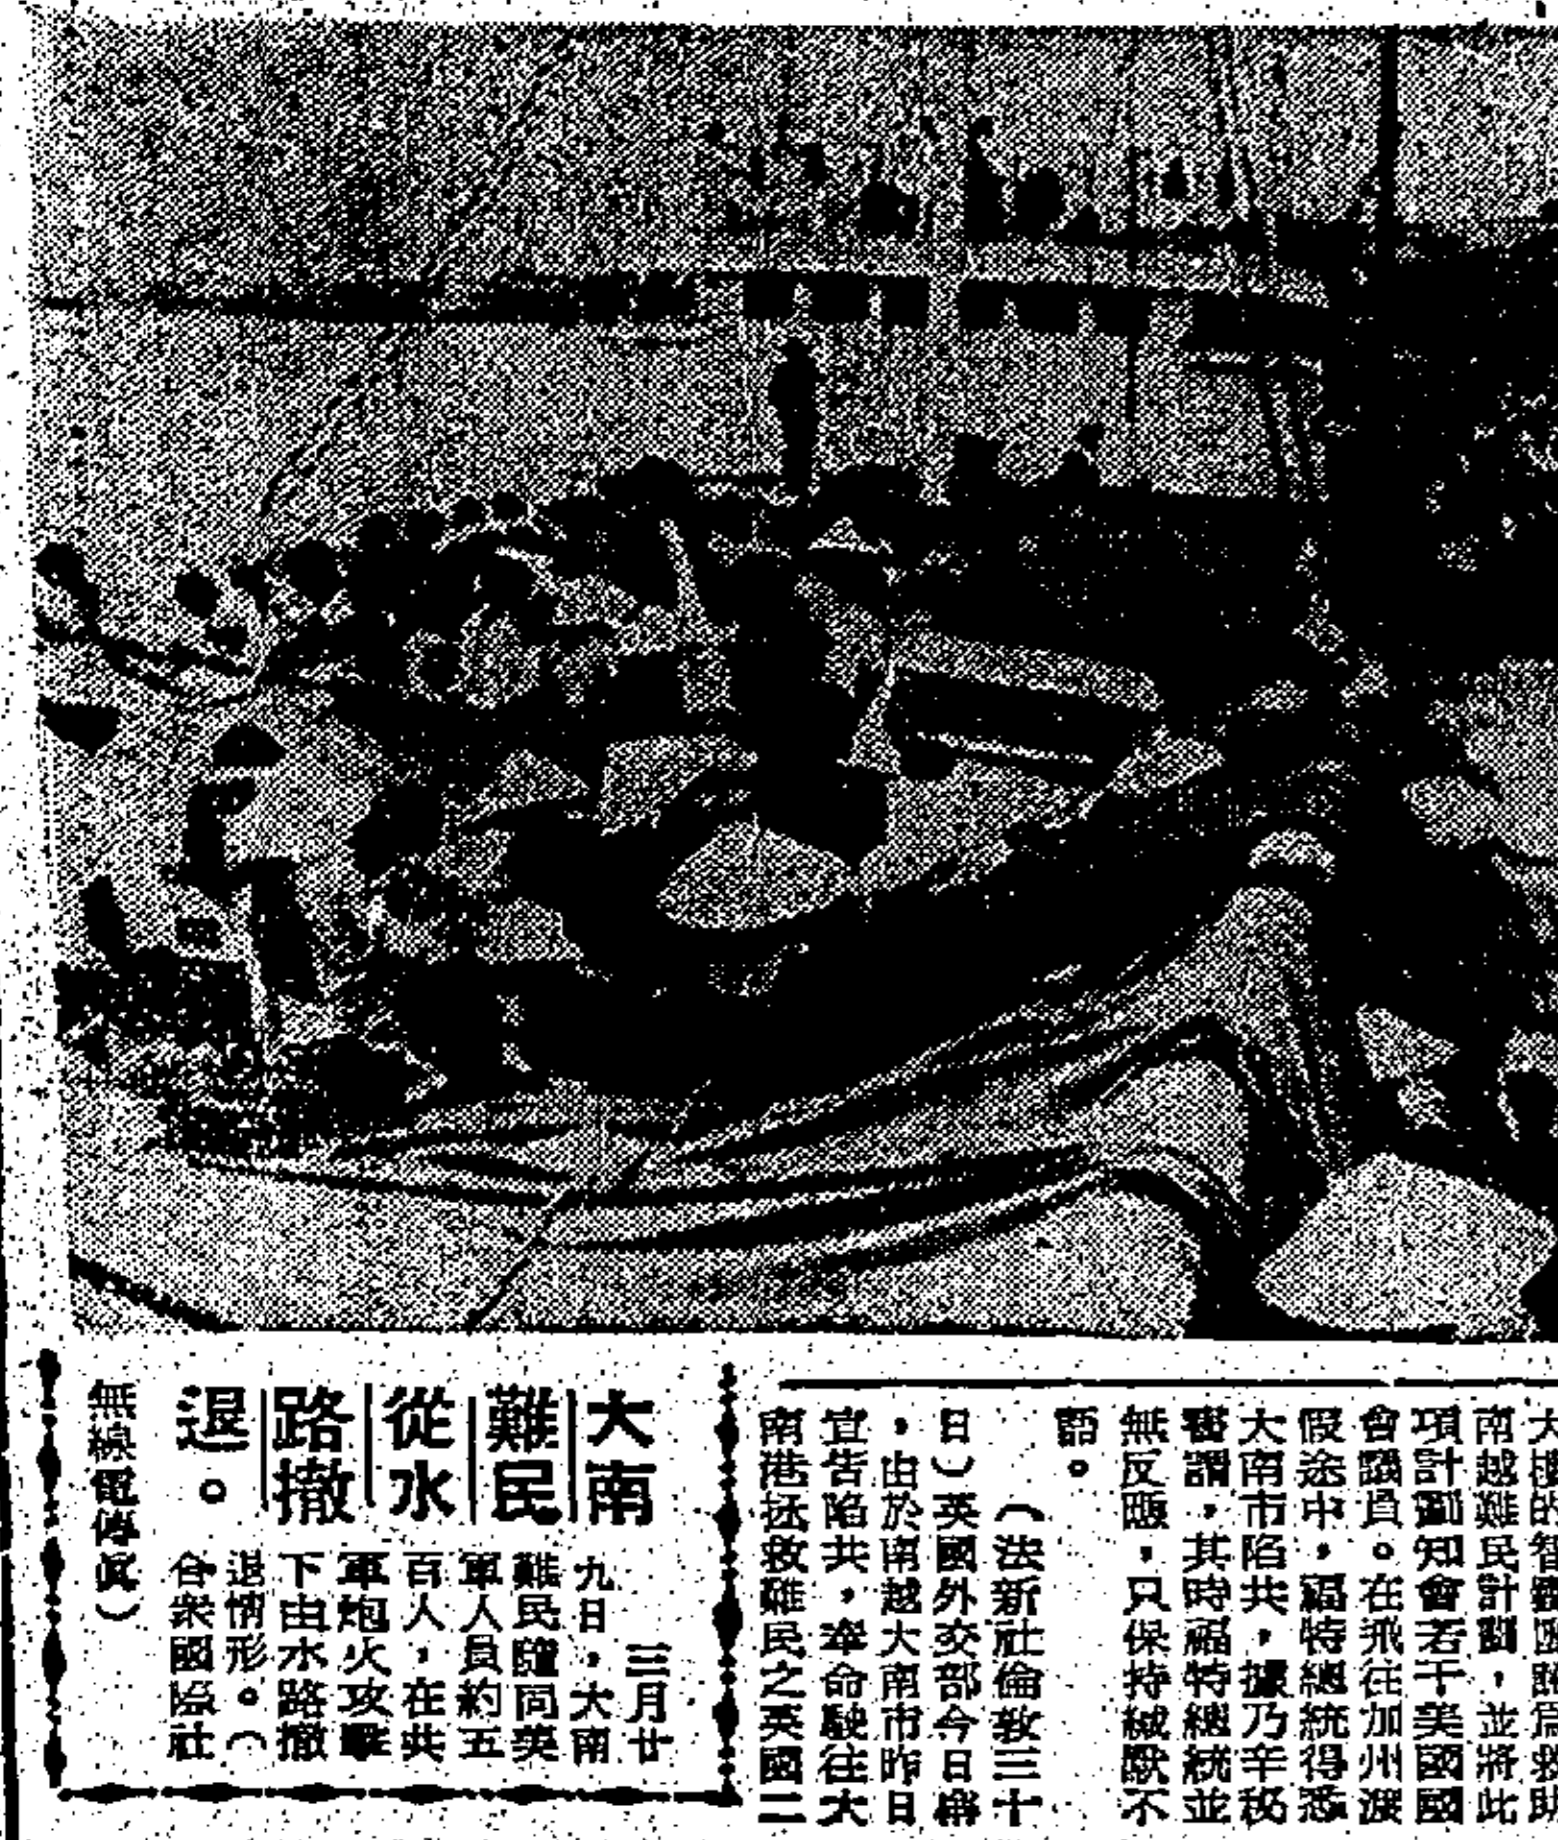 南越難民計劃，並將此
項計劃知會若干美國國
會議員。在飛往加州渡
假途中，福特總統得悉
大南市陷共，據乃辛秘
書謂，其時福特總統並
無反應，只保持緘默不
語。
（法新社倫敦三十
日）英國外交部今日稱
，由於南越大南市昨日
宣告陷共，奉命駛往大
南港拯救難民之英國二
大南
難民
從水
路撤
退。
三月廿
九日，大南
難民隨同美
軍人員約五
百人，在共
軍炮火攻擊
下由水路撤
退情形。（
合衆國際社
無線電傳眞）